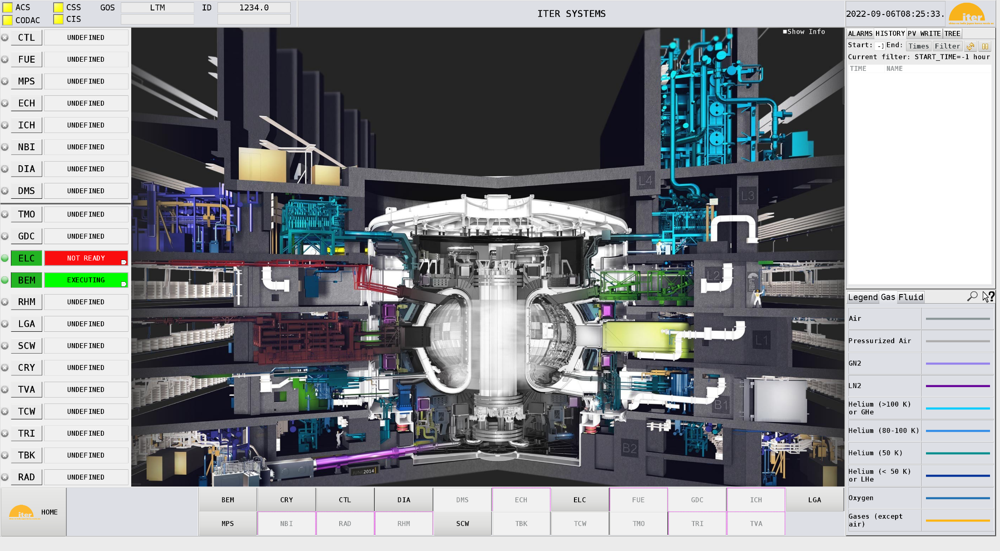 ACS
CSS
GOS
LTM
ID
1234.0
CODAC
CIS
ITER SYSTEMS
2022-09-06T08:25:33.
iter
CTL UNDEFINED
FUE UNDEFINED
MPS UNDEFINED
ECH UNDEFINED
ICH UNDEFINED
NBI UNDEFINED
DIA UNDEFINED
DMS UNDEFINED
TMO UNDEFINED
GDC UNDEFINED
ELC NOT READY
BEM EXECUTING
RHM UNDEFINED
LGA UNDEFINED
SCW UNDEFINED
CRY UNDEFINED
TVA UNDEFINED
TCW UNDEFINED
TRI UNDEFINED
TBK UNDEFINED
RAD UNDEFINED
Show Info
L4
L3
L2
iter
L1
B1
B2
JUNE2014
ALARMS HISTORY PV WRITE TREE
Start: -1 End: Times Filter
Current filter: START_TIME=-1 hour
TIME NAME
Legend Gas Fluid
?
Air
Pressurized Air
GN2
LN2
Helium (>100 K)
or GHe
Helium (80-100 K)
Helium (50 K)
Helium (< 50 K)
or LHe
Oxygen
Gases (except
air)
iter
HOME
BEM CRY CTL DIA DMS ECH ELC FUE GDC ICH LGA
MPS NBI RAD RHM SCW TBK TCW TMO TRI TVA